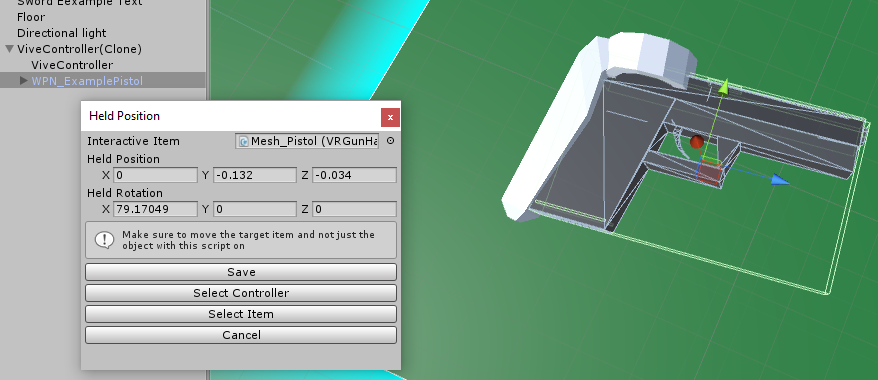 Sword Eexample Text
Floor
Directional light
ViveController(Clone)
ViveController
WPN_ExamplePistol
Held Position
x
Interactive Item Mesh_Pistol (VRGunHa
Held Position
X 0 Y -0.132 Z -0.034
Held Rotation
X 79.17049 Y 0 Z 0
Make sure to move the target item and not just the
object with this script on
Save
Select Controller
Select Item
Cancel